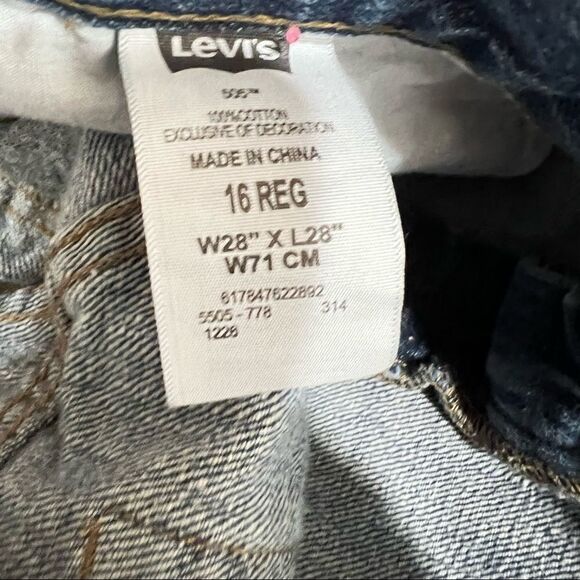 Levi's
505™
100% COTTON
EXCLUSIVE OF DECORATION
MADE IN CHINA
16 REG
W28" X L28"
W71 CM
617847622892
5505-778 314
1226